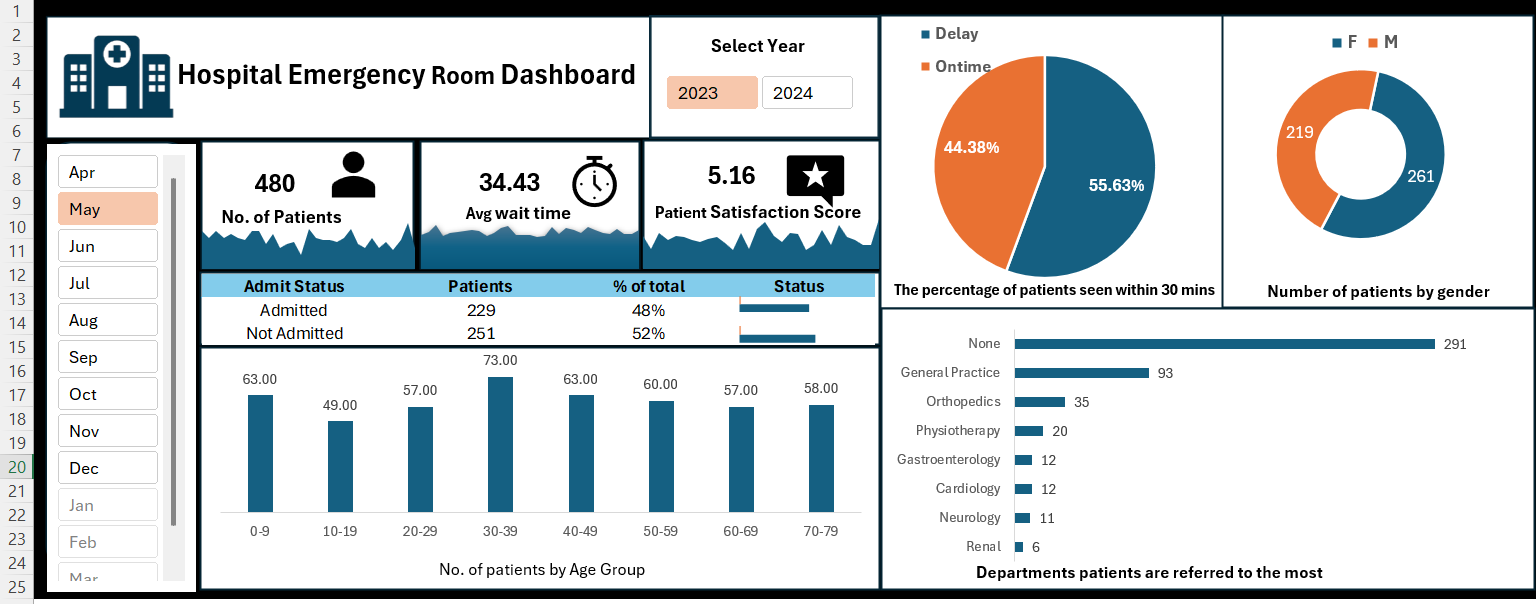 1
2
3
4
5
6
7
8
9
10
11
12
13
14
15
16
17
18
19
20
21
22
23
24
25
Hospital Emergency Room Dashboard
Select Year
2023 2024
Apr
May
Jun
Jul
Aug
Sep
Oct
Nov
Dec
Jan
Feb
Mar
480
No. of Patients
34.43
Avg wait time
5.16
Patient Satisfaction Score
Admit Status Patients % of total Status
Admitted 229 48%
Not Admitted 251 52%
63.00 49.00 57.00 73.00 63.00 60.00 57.00 58.00
0-9 10-19 20-29 30-39 40-49 50-59 60-69 70-79
No. of patients by Age Group
Delay
Ontime
44.38%
55.63%
The percentage of patients seen within 30 mins
F M
219
261
Number of patients by gender
None 291
General Practice 93
Orthopedics 35
Physiotherapy 20
Gastroenterology 12
Cardiology 12
Neurology 11
Renal 6
Departments patients are referred to the most